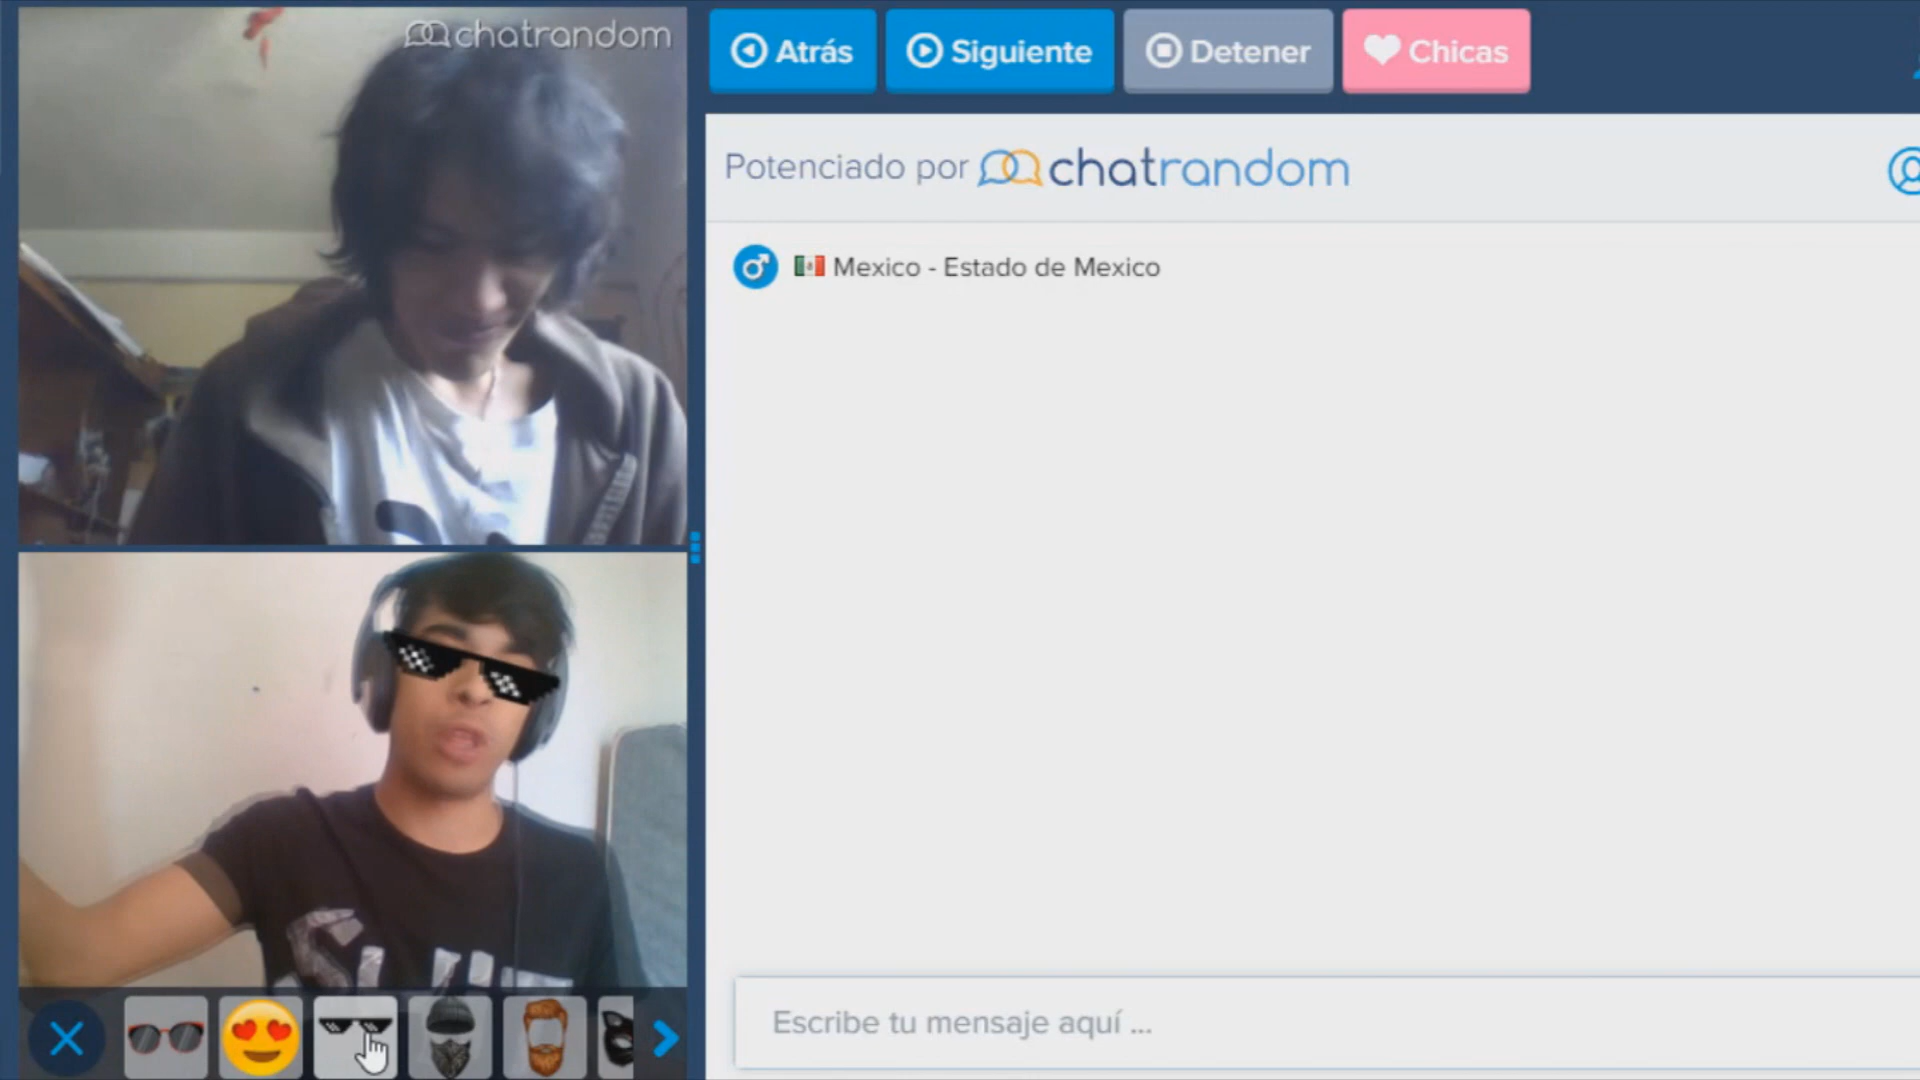 chatrandom
Atrás
Siguiente
Detener
Chicas
Potenciado por chatrandom
Mexico - Estado de Mexico
Escribe tu mensaje aquí ...